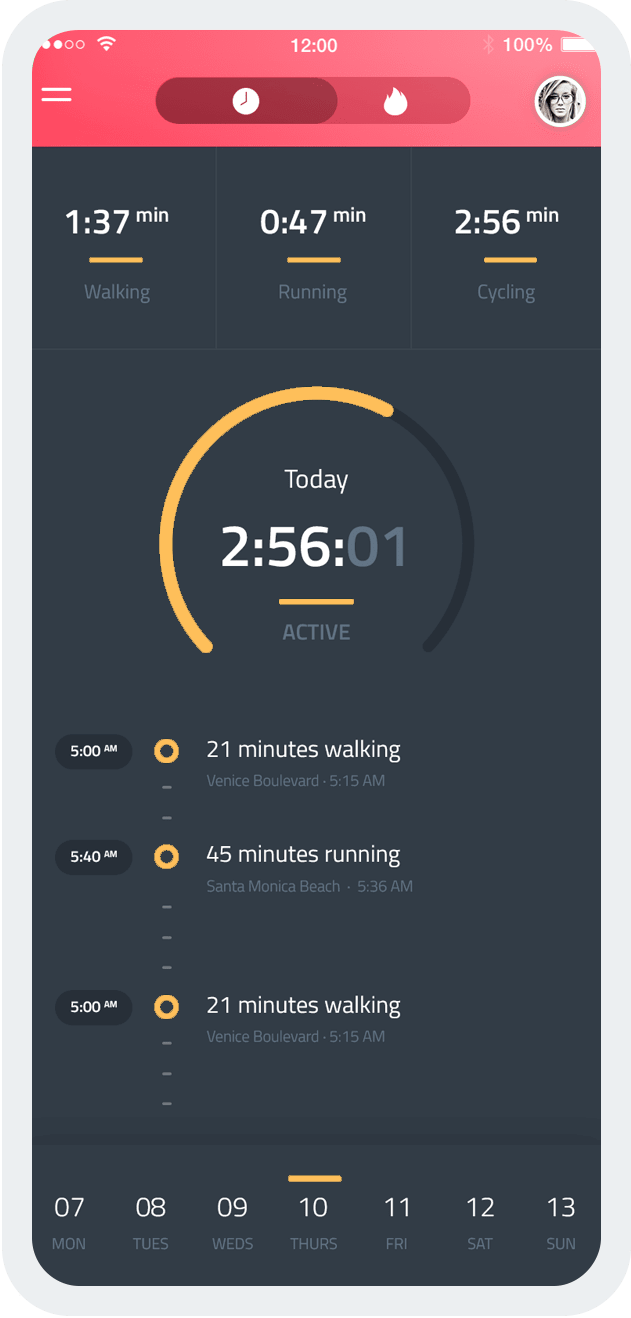 12:00 100%
1:37 min 0:47 min 2:56 min
Walking Running Cycling
Today
2:56:01
ACTIVE
5:00 AM 21 minutes walking
Venice Boulevard · 5:15 AM
5:40 AM 45 minutes running
Santa Monica Beach · 5:36 AM
5:00 AM 21 minutes walking
Venice Boulevard · 5:15 AM
07 08 09 10 11 12 13
MON TUES WEDS THURS FRI SAT SUN